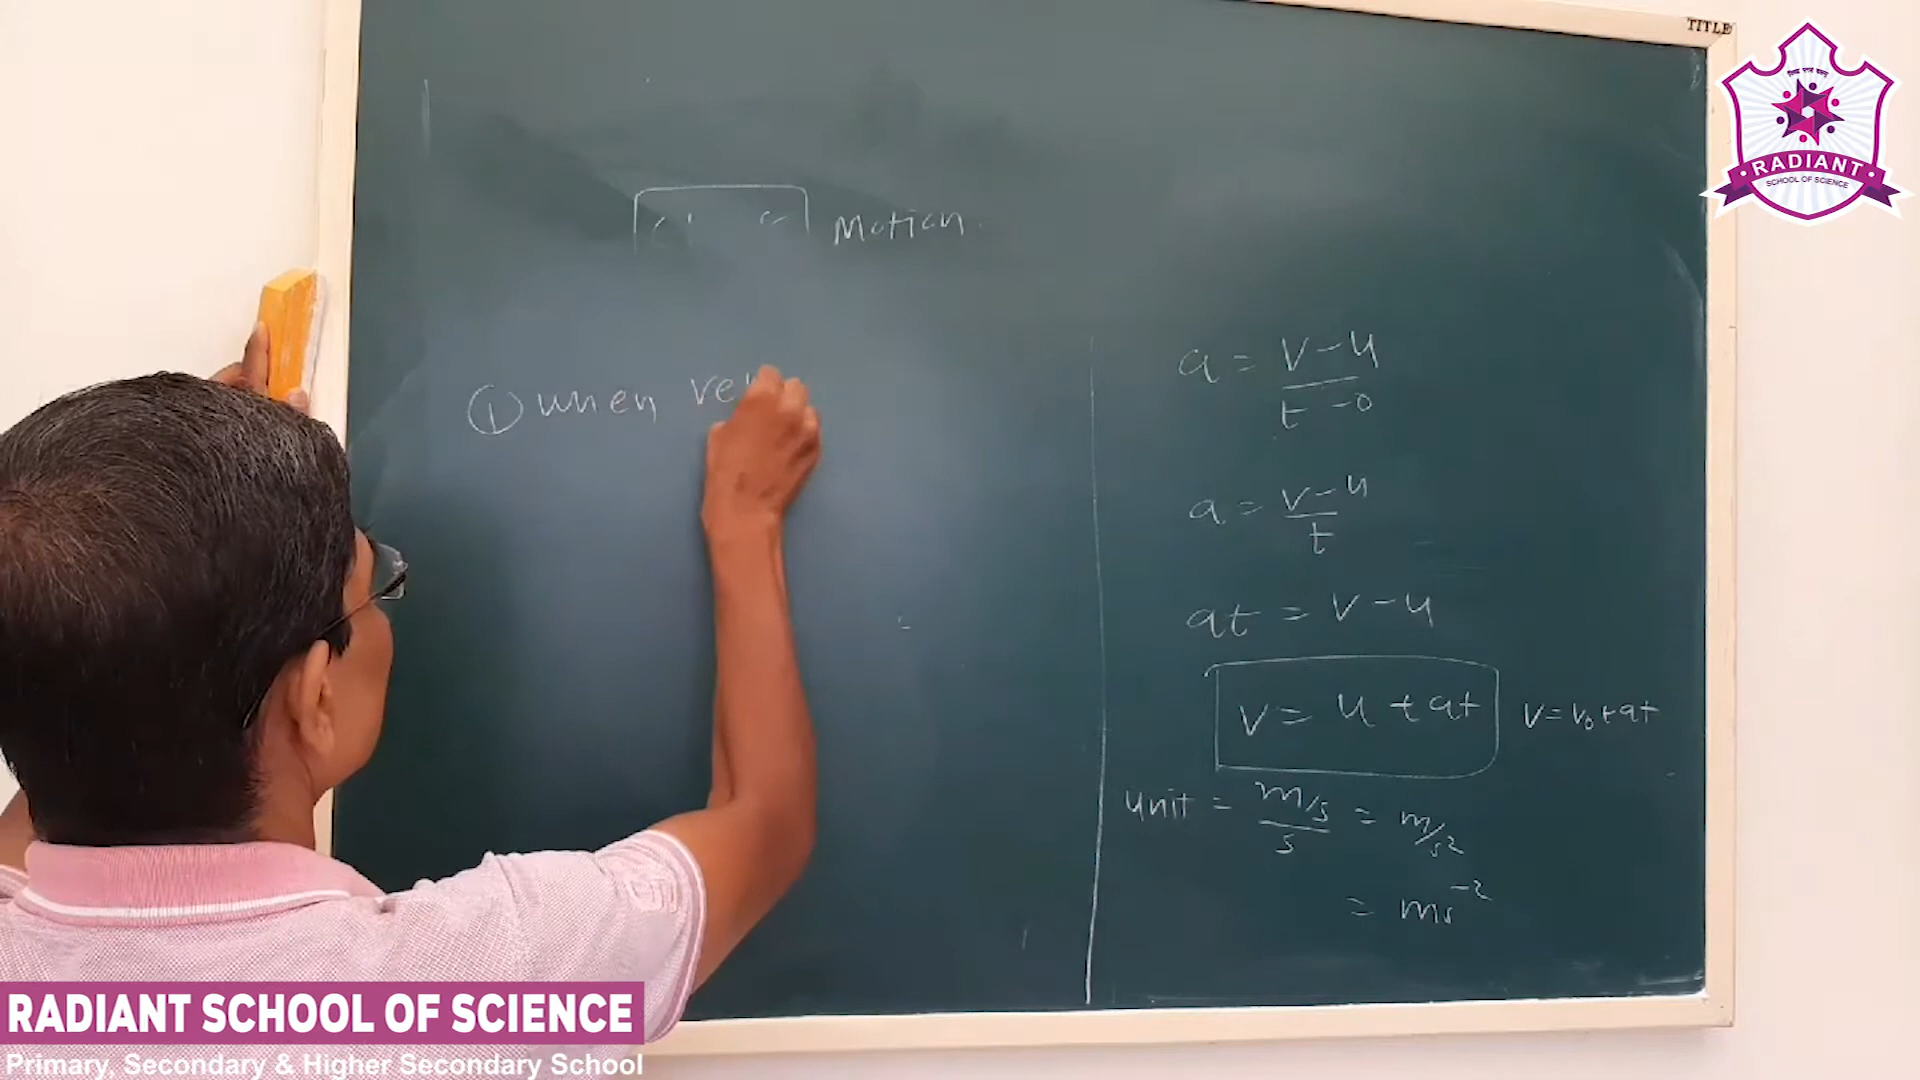 TITLE
RADIANT
SCHOOL OF SCIENCE
Motion
① when ve
a = v-u / t-0
a = v-u / t
at = v-u
v = u + at
v = v₀ + at
unit = m/s / s = m/s²
= ms⁻²
RADIANT SCHOOL OF SCIENCE
Primary, Secondary & Higher Secondary School